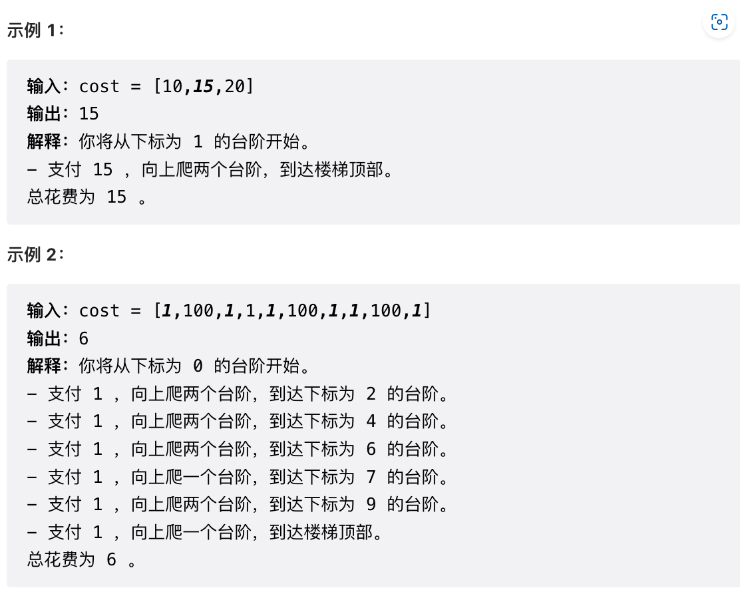 示例 1：
输入：cost = [10,15,20]
输出：15
解释：你将从下标为 1 的台阶开始。
- 支付 15 ，向上爬两个台阶，到达楼梯顶部。
总花费为 15 。
示例 2：
输入：cost = [1,100,1,1,1,100,1,1,100,1]
输出：6
解释：你将从下标为 0 的台阶开始。
- 支付 1 ，向上爬两个台阶，到达下标为 2 的台阶。
- 支付 1 ，向上爬两个台阶，到达下标为 4 的台阶。
- 支付 1 ，向上爬两个台阶，到达下标为 6 的台阶。
- 支付 1 ，向上爬一个台阶，到达下标为 7 的台阶。
- 支付 1 ，向上爬两个台阶，到达下标为 9 的台阶。
- 支付 1 ，向上爬一个台阶，到达楼梯顶部。
总花费为 6 。